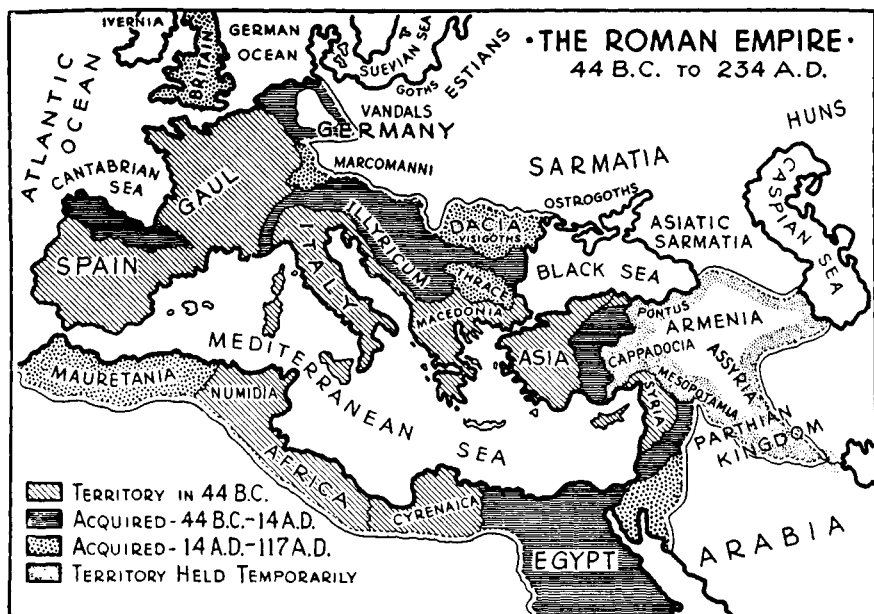 · THE ROMAN EMPIRE ·
44 B.C. TO 234 A.D.
IVERNIA
BRITAIN
GERMAN
OCEAN
SUEVIAN SEA
GOTHS
ESTIANS
VANDALS
GERMANY
HUNS
ATLANTIC
OCEAN
CANTABRIAN
SEA
GAUL
MARCOMANNI
SARMATIA
OSTROGOTHS
ASIATIC
SARMATIA
CASPIAN
SEA
SPAIN
ITALY
ILLYRICUM
DACIA
VISIGOTHS
THRACE
MACEDONIA
BLACK SEA
PONTUS
ARMENIA
ASIA
CAPPADOCIA
ASSYRIA
MESOPOTAMIA
SYRIA
PARTHIAN
KINGDOM
MEDITERRANEAN
SEA
MAURETANIA
NUMIDIA
AFRICA
CYRENAICA
EGYPT
ARABIA
TERRITORY IN 44 B.C.
ACQUIRED-44 B.C.-14 A.D.
ACQUIRED-14 A.D.-117 A.D.
TERRITORY HELD TEMPORARILY